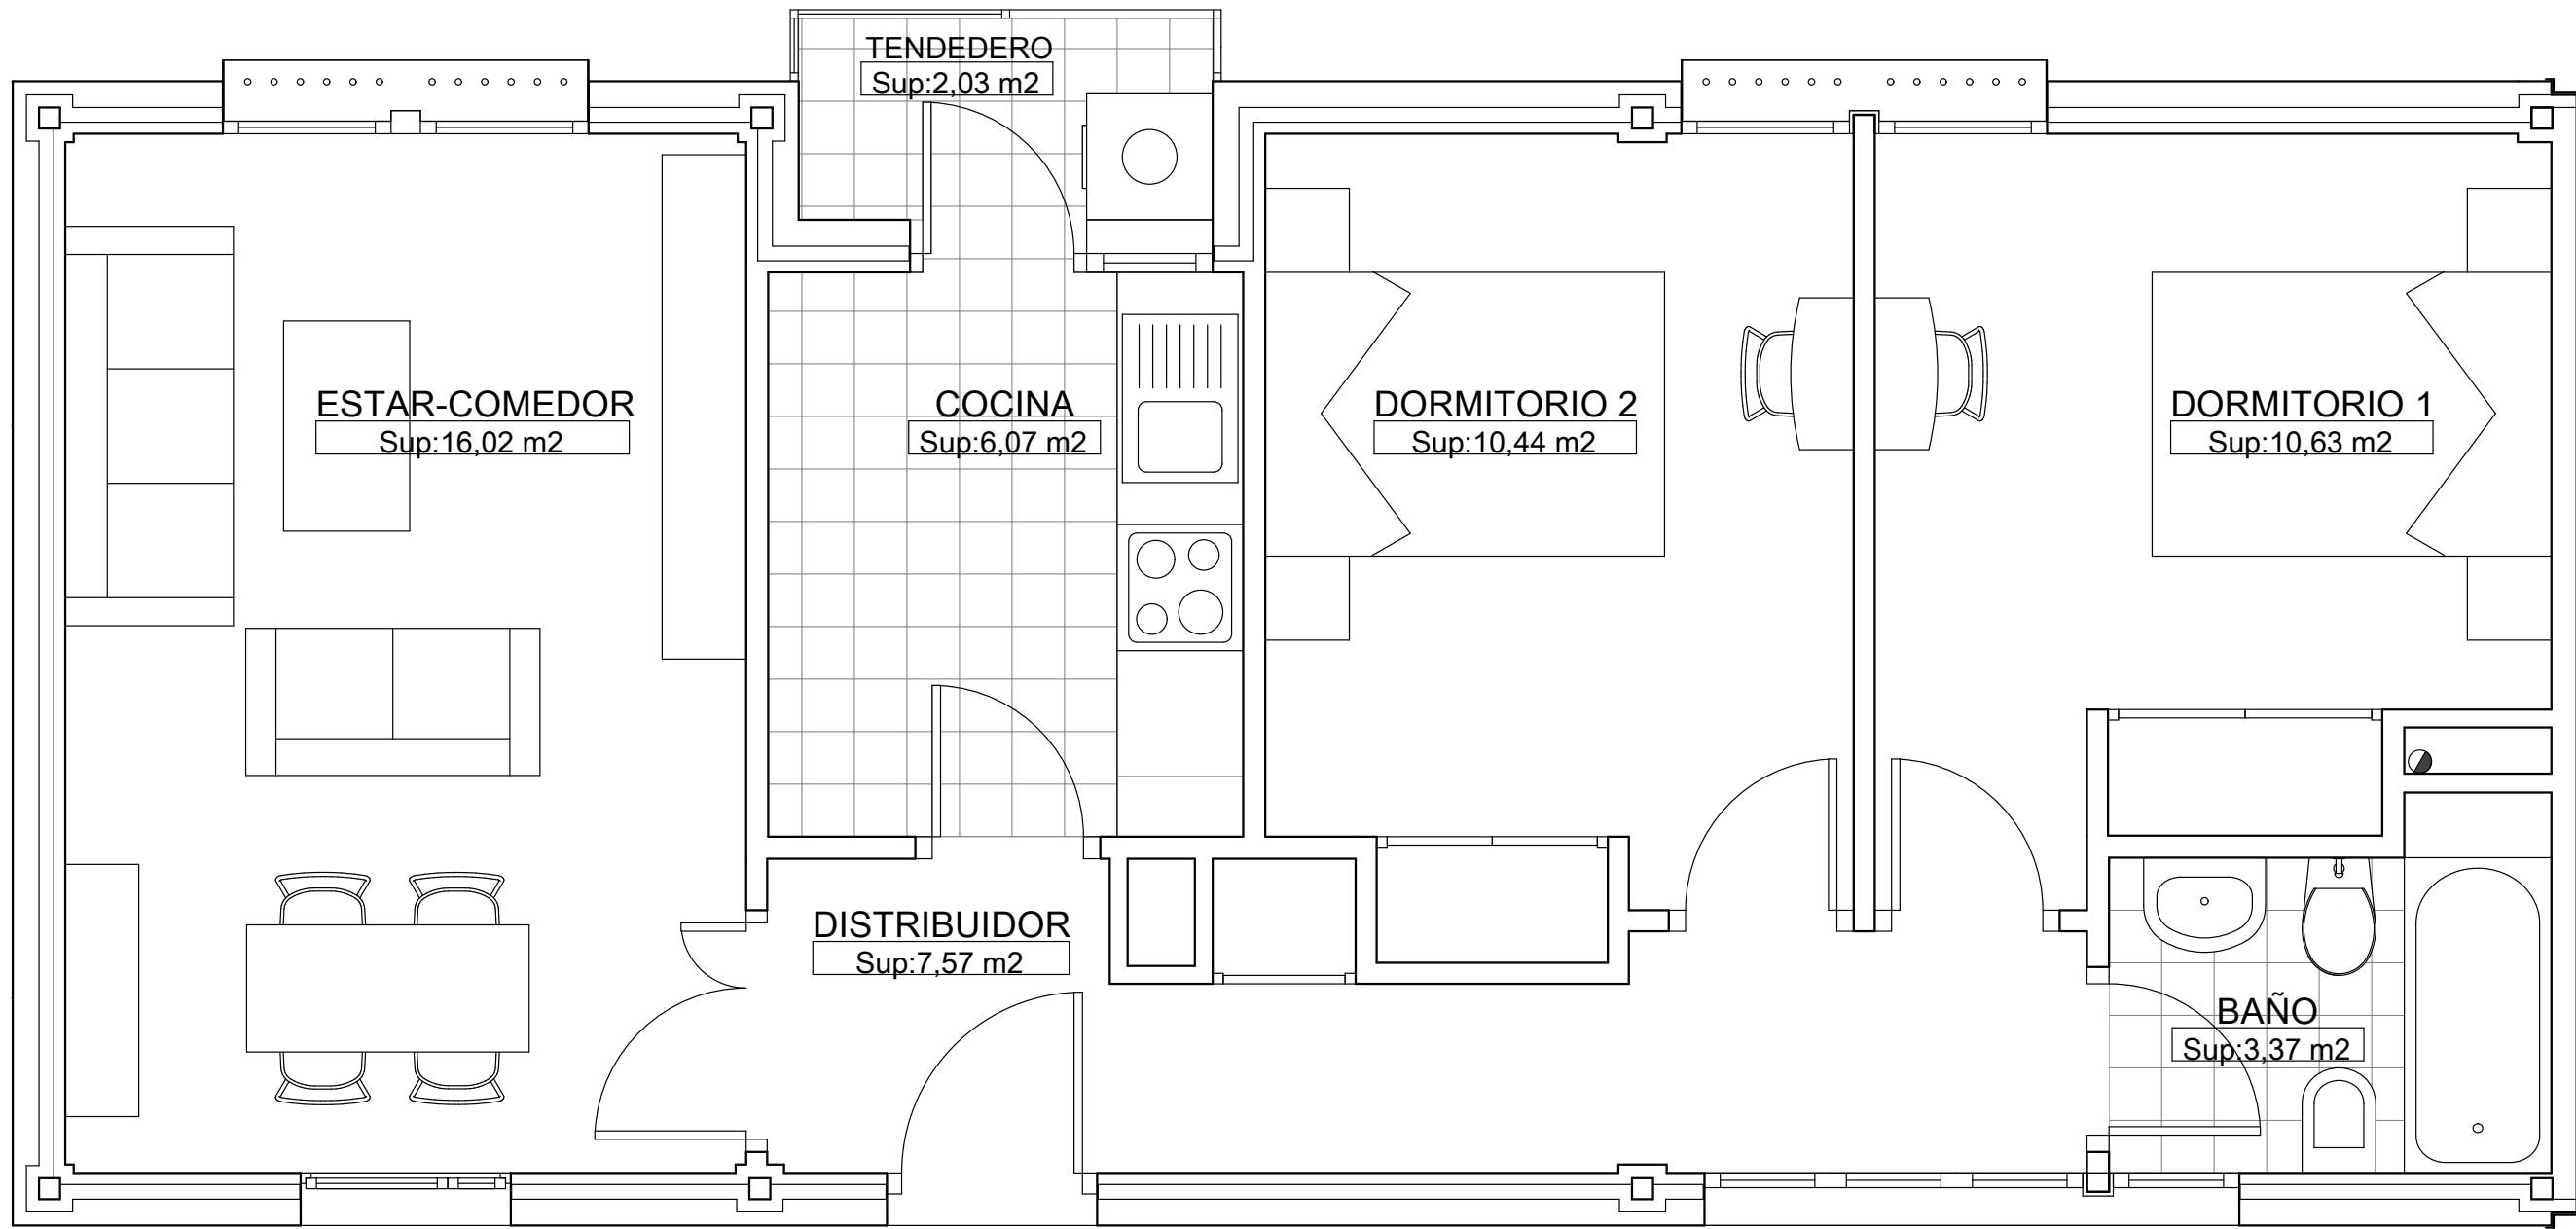 TENDEDERO
Sup:2,03 m2
ESTAR-COMEDOR
Sup:16,02 m2
COCINA
Sup:6,07 m2
DORMITORIO 2
Sup:10,44 m2
DORMITORIO 1
Sup:10,63 m2
DISTRIBUIDOR
Sup:7,57 m2
BAÑO
Sup:3,37 m2